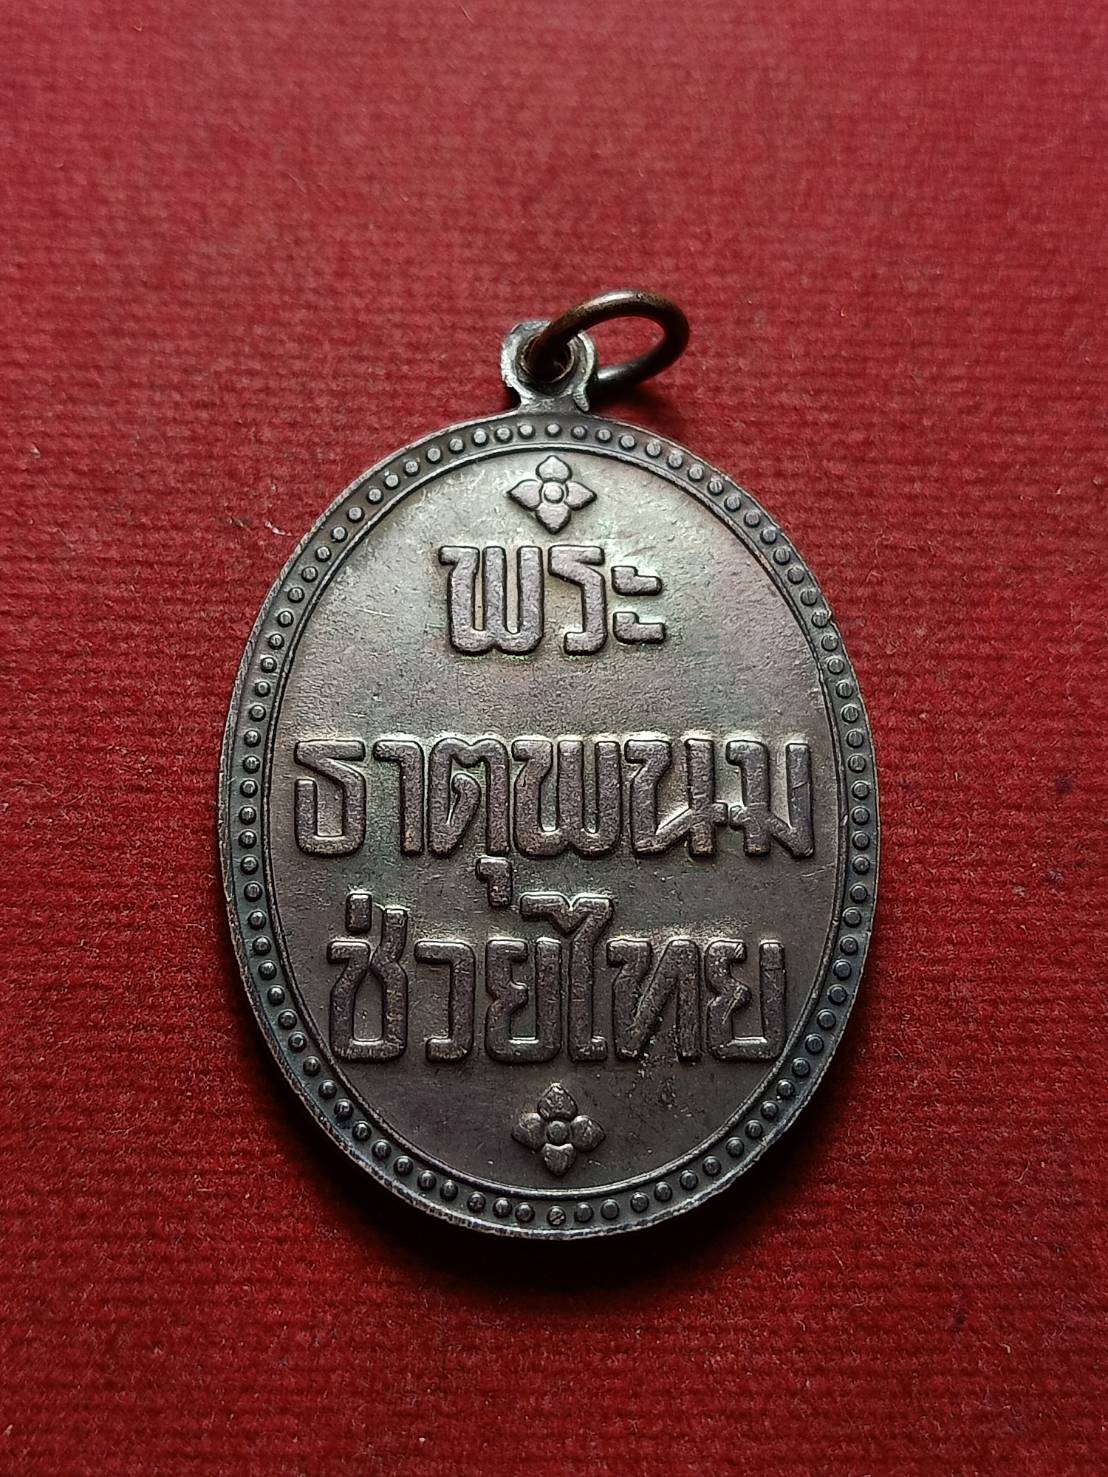 พระ
ธาตุพนม
ช่วยไทย